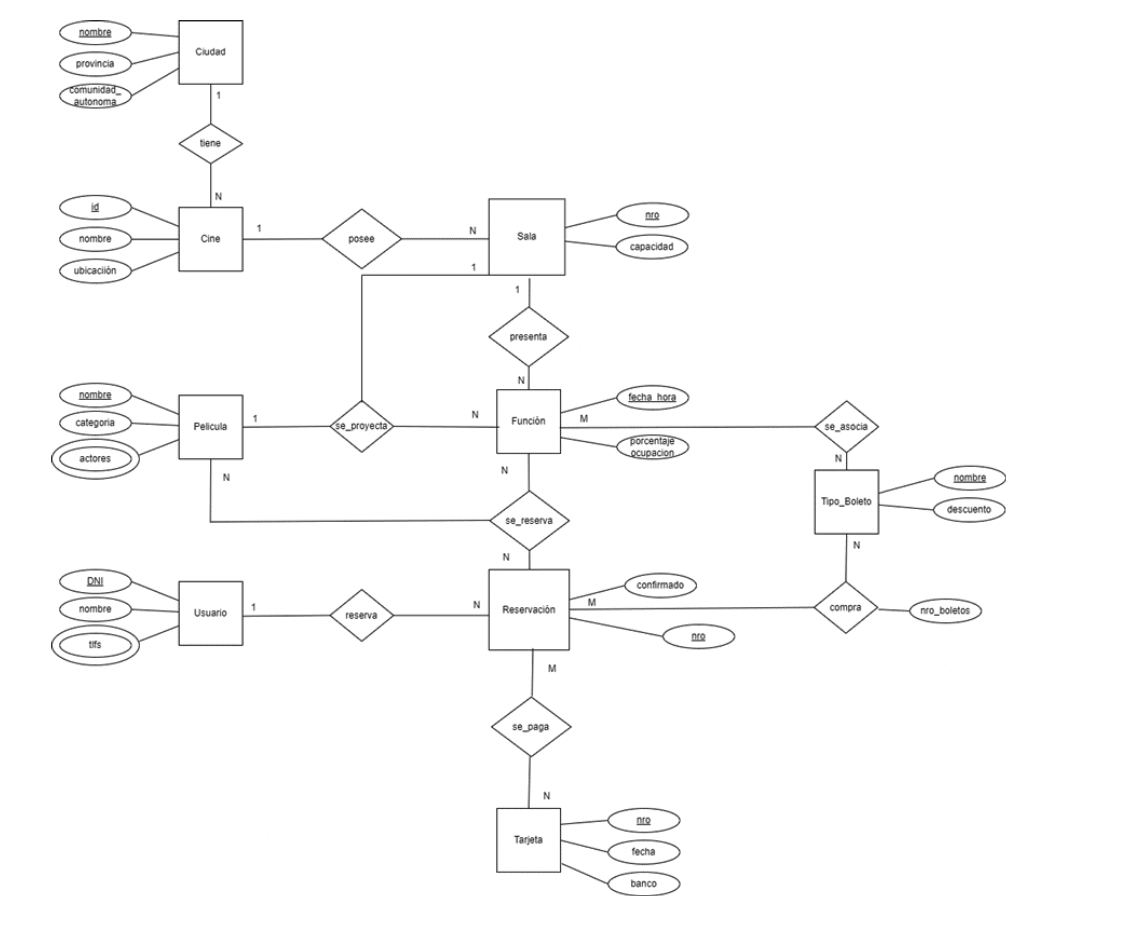 nombre
Ciudad
provincia
comunidad_
autonoma
1
tiene
N
id
nombre
ubicaciión
Cine
1
posee
N
Sala
nro
capacidad
1
1
presenta
N
nombre
categoria
actores
Pelicula
1
se_proyecta
N
Función
fecha_hora
M
porcentaje
ocupacion
se_asocia
N
Tipo_Boleto
nombre
descuento
N
N
se_reserva
N
N
DNI
nombre
tlfs
Usuario
1
reserva
N
Reservación
confirmado
M
nro
compra
nro_boletos
M
se_paga
N
Tarjeta
nro
fecha
banco